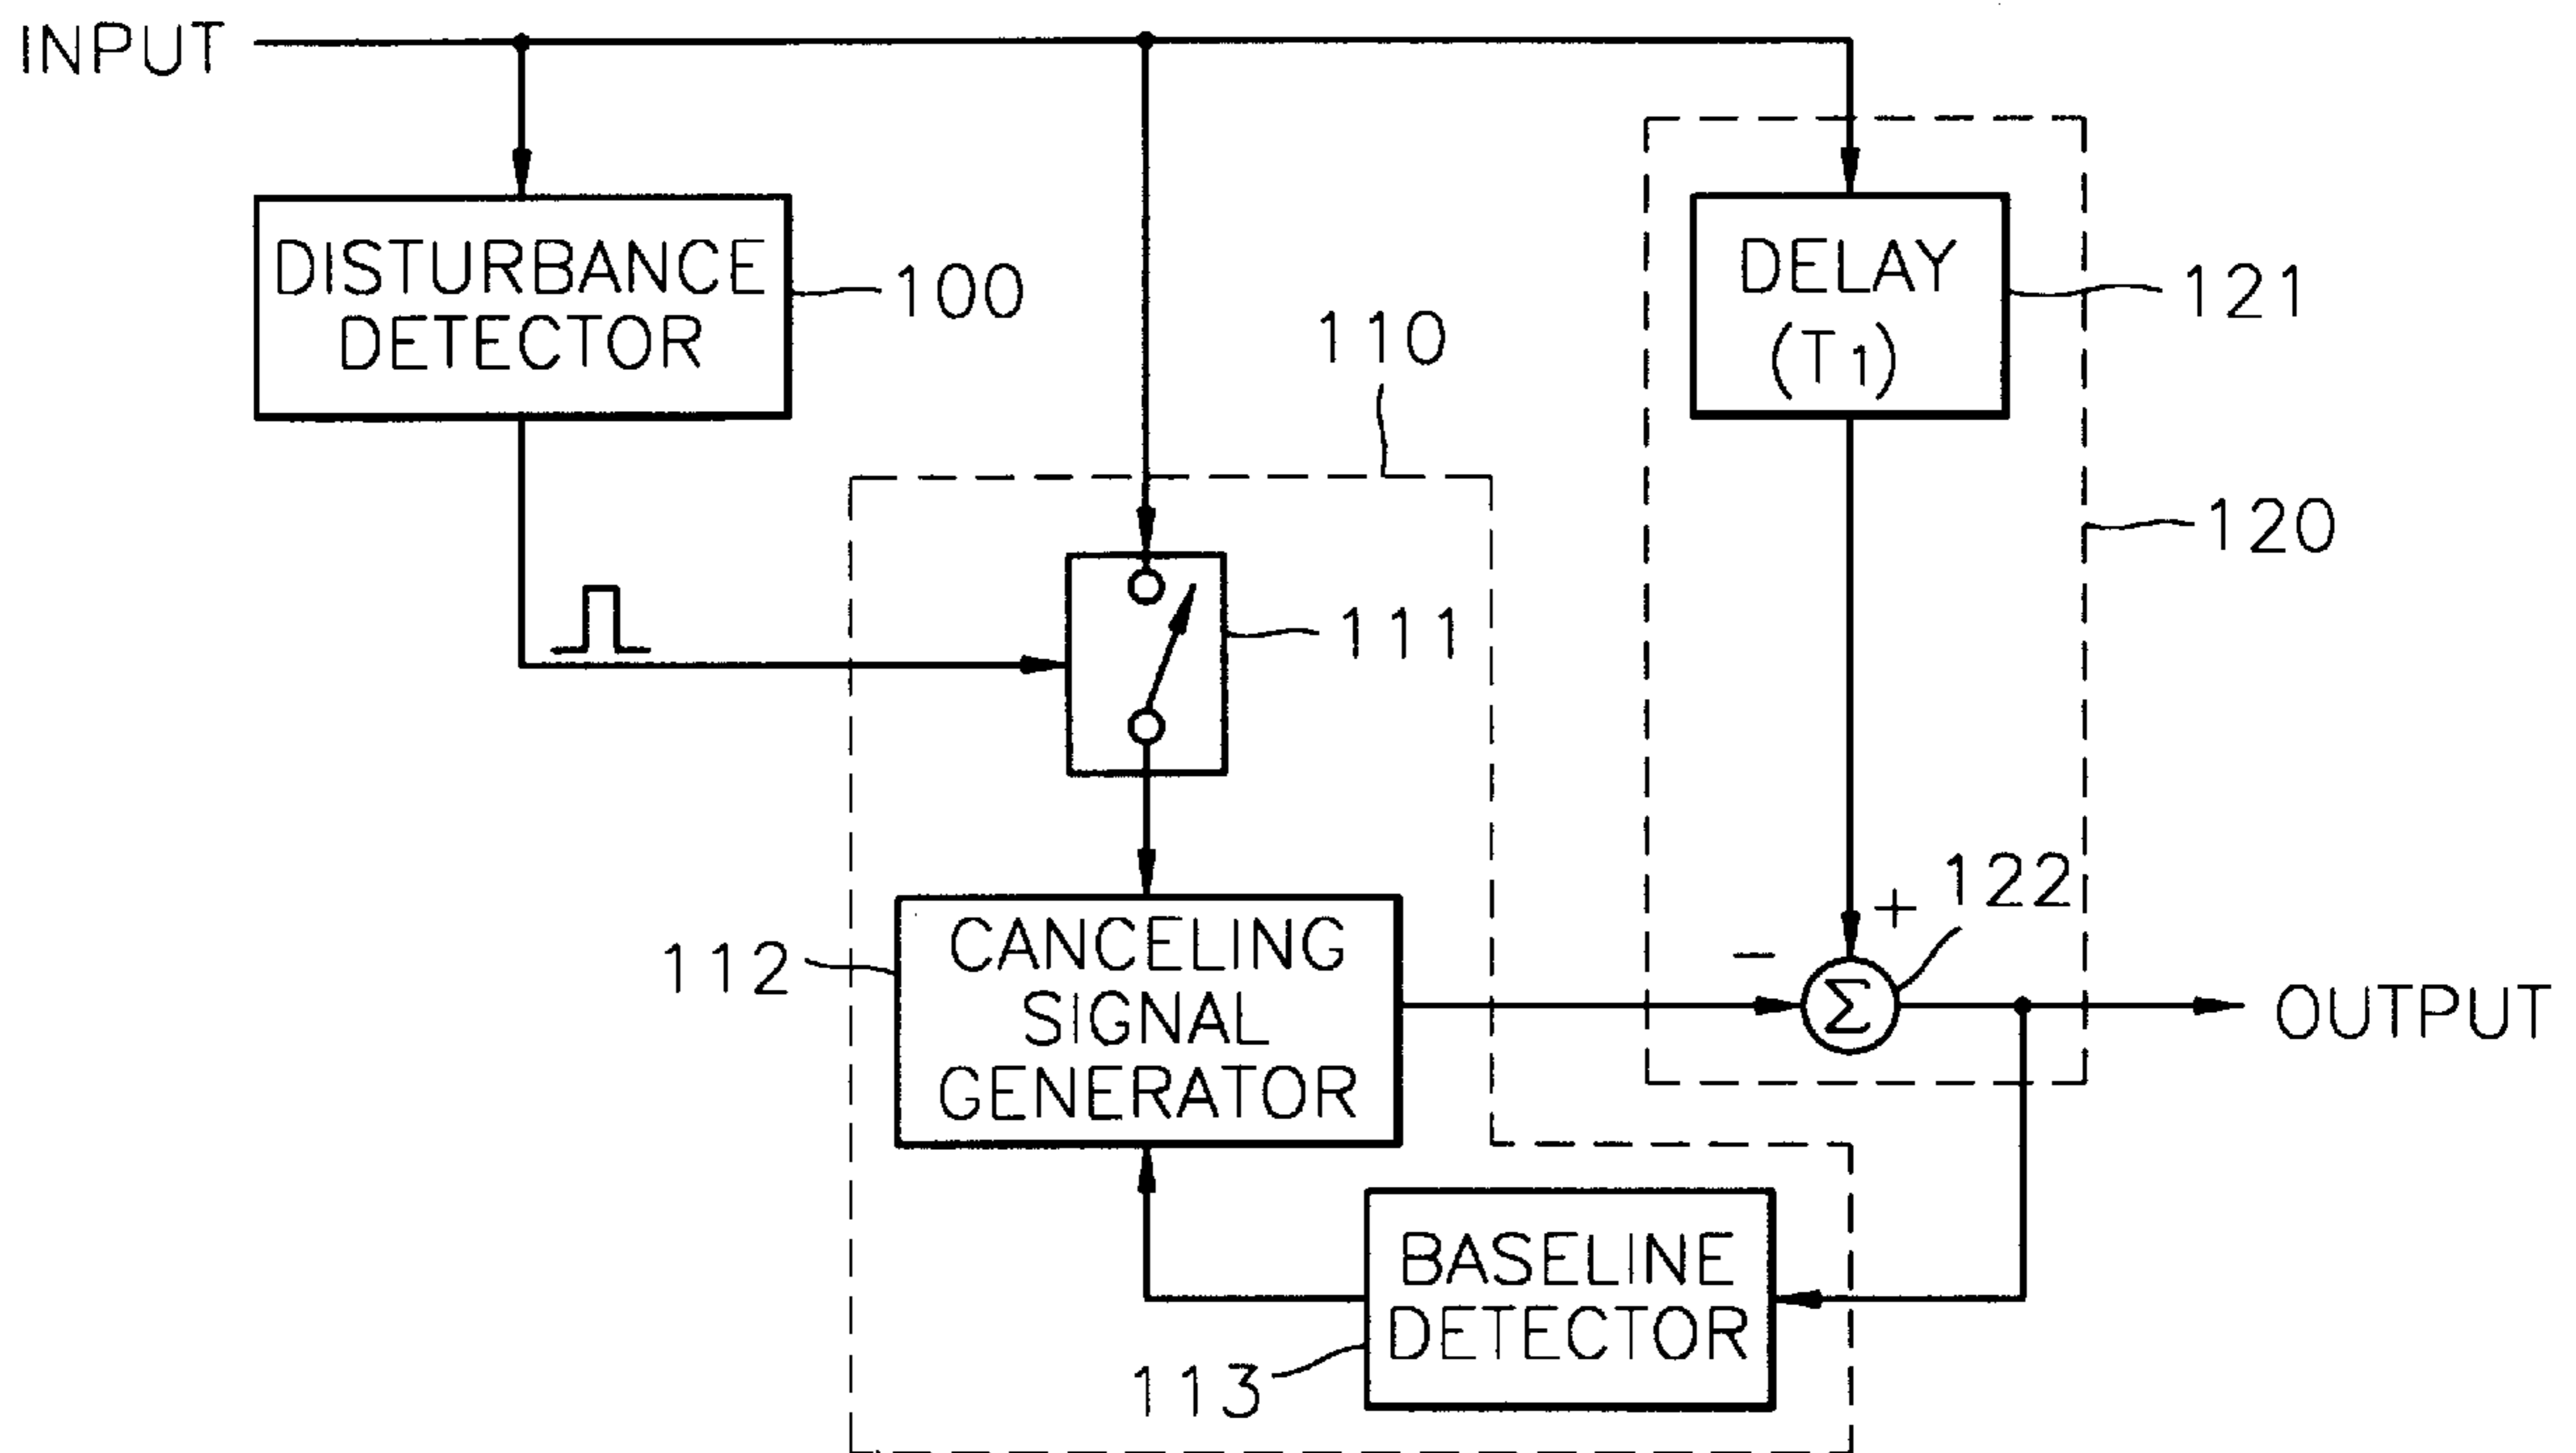 INPUT
DISTURBANCE
DETECTOR
100
DELAY
(T1)
121
110
120
111
122
+
−
112
CANCELING
SIGNAL
GENERATOR
Σ
OUTPUT
BASELINE
DETECTOR
113